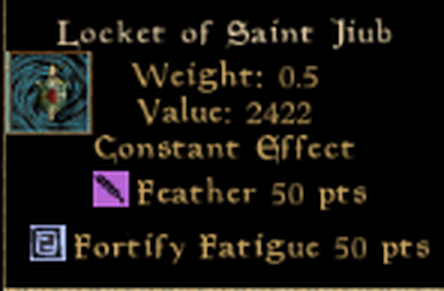 Locket of Saint Jiub
Weight: 0.5
Value: 2422
Constant Effect
Feather 50 pts
Fortify Fatigue 50 pts